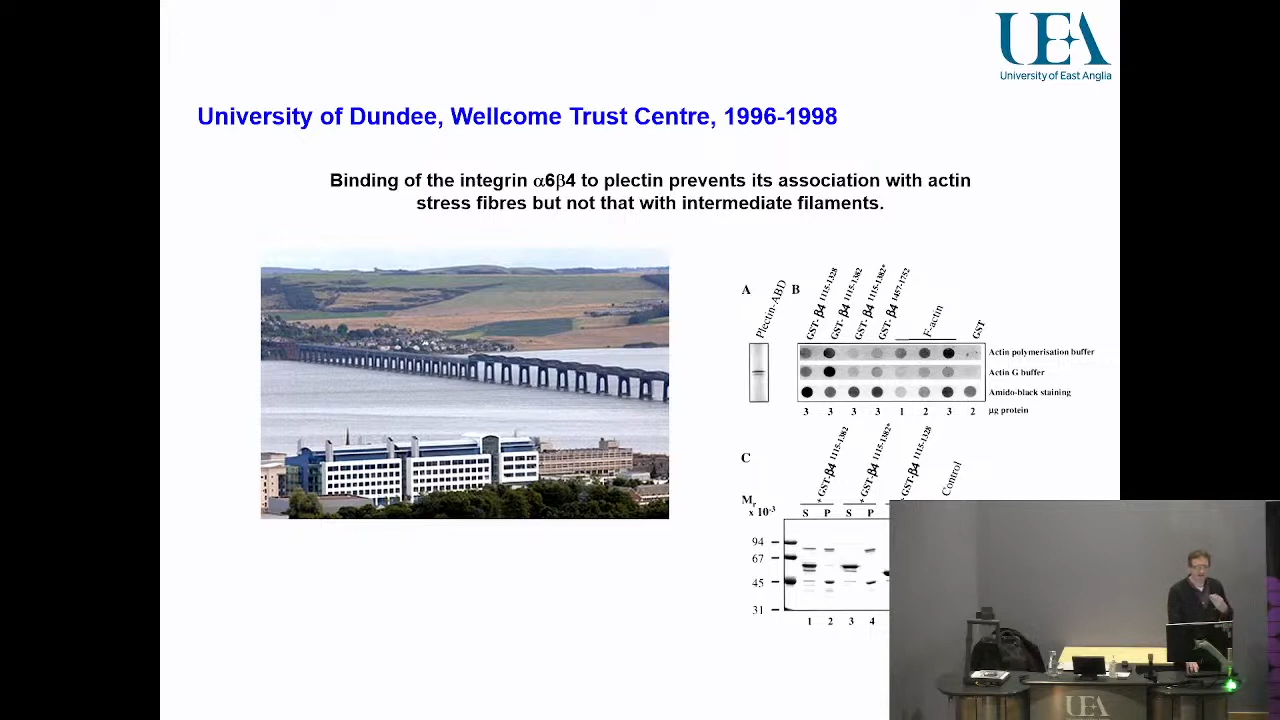 UEA
University of East Anglia
University of Dundee, Wellcome Trust Centre, 1996-1998
Binding of the integrin α6β4 to plectin prevents its association with actin
stress fibres but not that with intermediate filaments.
A
Plectin-ABD
B
GST-β4 1115-1328
GST-β4 1115-1382
GST-β4 1115-1382*
GST-β4 1457-1752
F-actin
GST
Actin polymerisation buffer
Actin G buffer
Amido-black staining
3 3 3 3 1 2 3 2 µg protein
C
+GST-β4 1115-1382
+GST-β4 1115-1382*
+GST-β4 1115-1328
Control
Mr
x 10-3
S P S P
94
67
45
31
1 2 3 4
UEA